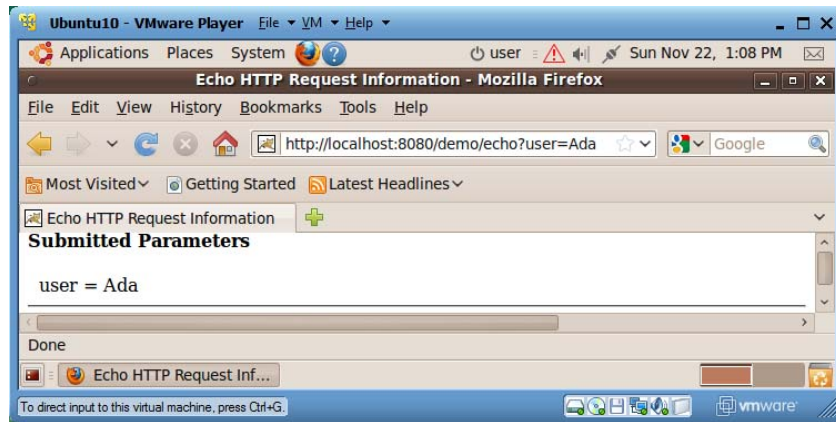 Ubuntu10 - VMware Player File VM Help
Applications Places System user Sun Nov 22, 1:08 PM
Echo HTTP Request Information - Mozilla Firefox
File Edit View History Bookmarks Tools Help
http://localhost:8080/demo/echo?user=Ada Google
Most Visited Getting Started Latest Headlines
Echo HTTP Request Information
Submitted Parameters
user = Ada
Done
Echo HTTP Request Inf...
To direct input to this virtual machine, press Ctrl+G. vmware